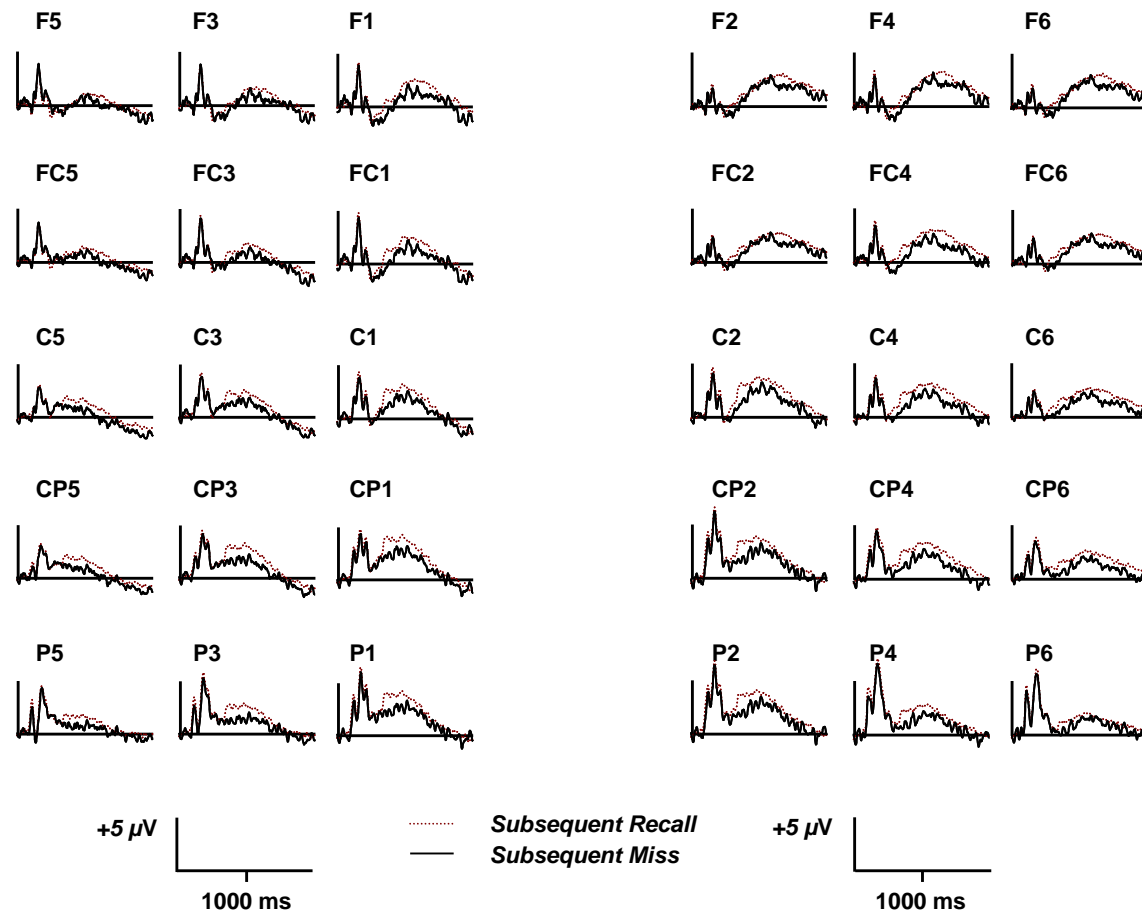 F5 F3 F1 F2 F4 F6
FC5 FC3 FC1 FC2 FC4 FC6
C5 C3 C1 C2 C4 C6
CP5 CP3 CP1 CP2 CP4 CP6
P5 P3 P1 P2 P4 P6
+5 µV Subsequent Recall +5 µV
Subsequent Miss
1000 ms 1000 ms